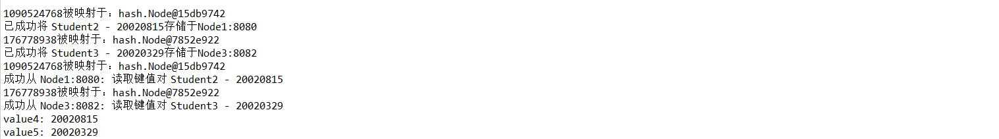 1090524768被映射于：hash.Node@15db9742
已成功将 Student2 - 20020815存储于Node1:8080
176778938被映射于：hash.Node@7852e922
已成功将 Student3 - 20020329存储于Node3:8082
1090524768被映射于：hash.Node@15db9742
成功从 Node1:8080: 读取键值对 Student2 - 20020815
176778938被映射于：hash.Node@7852e922
成功从 Node3:8082: 读取键值对 Student3 - 20020329
value4: 20020815
value5: 20020329